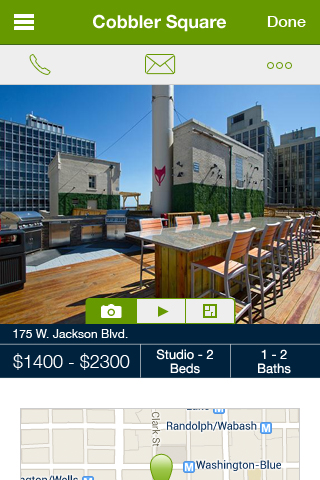 Cobbler Square
Done
175 W. Jackson Blvd.
$1400 - $2300
Studio - 2
Beds
1 - 2
Baths
Clark St
Randolph/Wabash M
M Washington-Blue